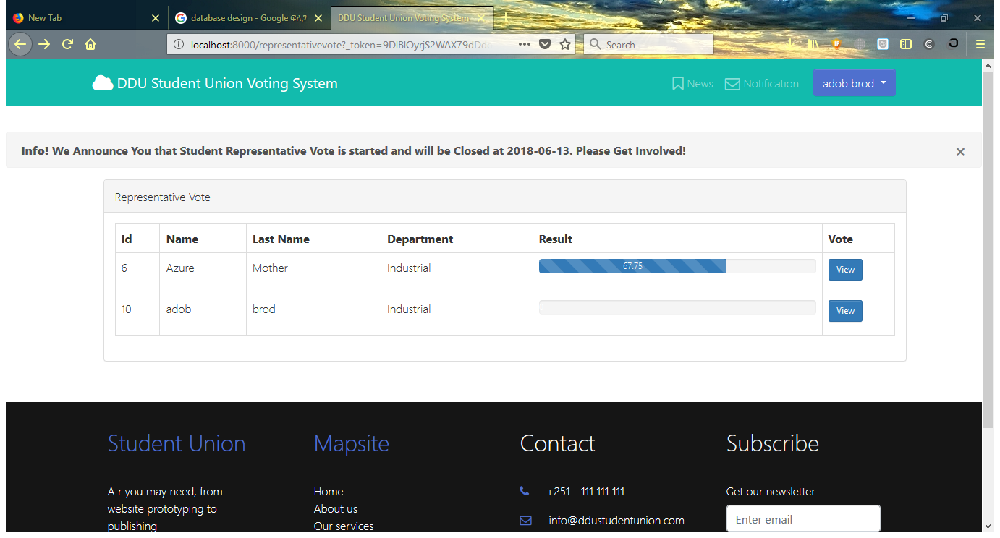 New Tab
database design - Google ፍለጋ
DDU Student Union Voting System
localhost:8000/representativevote?_token=9DIBIOyrjS2WAX79dDd
Search
DDU Student Union Voting System
News
Notification
adob brod
Info! We Announce You that Student Representative Vote is started and will be Closed at 2018-06-13. Please Get Involved!
Representative Vote
Id Name Last Name Department Result Vote
6 Azure Mother Industrial 67.75 View
10 adob brod Industrial View
Student Union Mapsite Contact Subscribe
A r you may need, from Home +251 - 111 111 111 Get our newsletter
website prototyping to About us info@ddustudentunion.com Enter email
publishing Our services